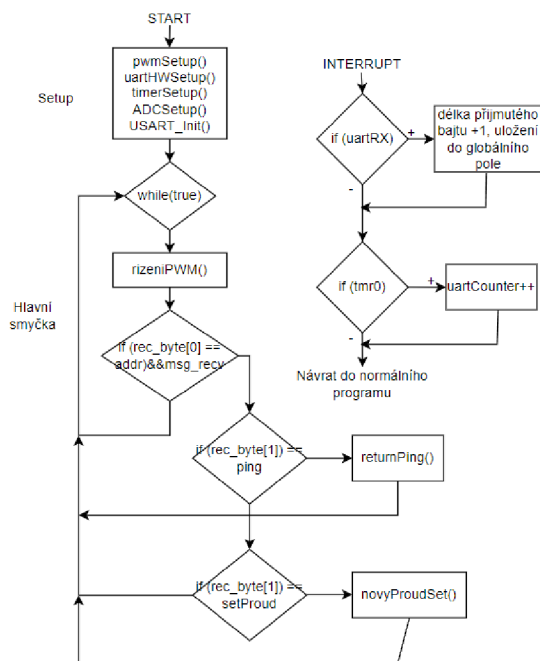 START
pwmSetup()
uartHWSetup()
timerSetup()
ADCSetup()
USART_Init()
Setup
while(true)
rizeniPWM()
Hlavní
smyčka
if (rec_byte[0] ==
addr)&&msg_recv
if (rec_byte[1]) ==
ping
returnPing()
if (rec_byte[1]) ==
setProud
novyProudSet()
INTERRUPT
if (uartRX)
+
-
délka přijmutého
bajtu +1, uložení
do globálního
pole
if (tmr0)
+
-
uartCounter++
Návrat do normálního
programu